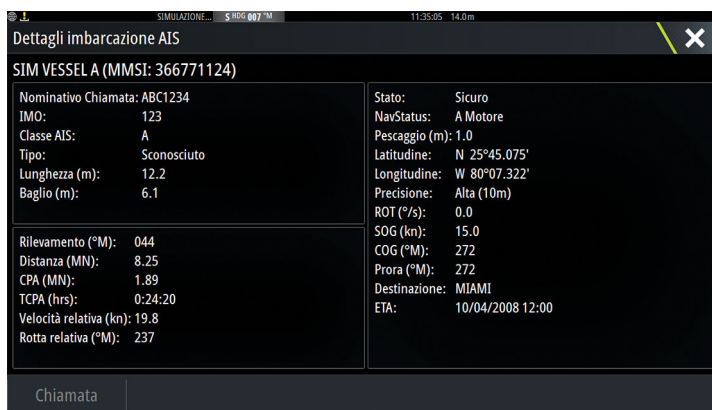 SIMULAZIONE... S HDG 007 °M 11:35:05 14.0 m
Dettagli imbarcazione AIS
SIM VESSEL A (MMSI: 366771124)
Nominativo Chiamata: ABC1234
IMO: 123
Classe AIS: A
Tipo: Sconosciuto
Lunghezza (m): 12.2
Baglio (m): 6.1
Rilevamento (°M): 044
Distanza (MN): 8.25
CPA (MN): 1.89
TCPA (hrs): 0:24:20
Velocità relativa (kn): 19.8
Rotta relativa (°M): 237
Stato: Sicuro
NavStatus: A Motore
Pescaggio (m): 1.0
Latitudine: N 25°45.075'
Longitudine: W 80°07.322'
Precisione: Alta (10m)
ROT (°/s): 0.0
SOG (kn): 15.0
COG (°M): 272
Prora (°M): 272
Destinazione: MIAMI
ETA: 10/04/2008 12:00
Chiamata